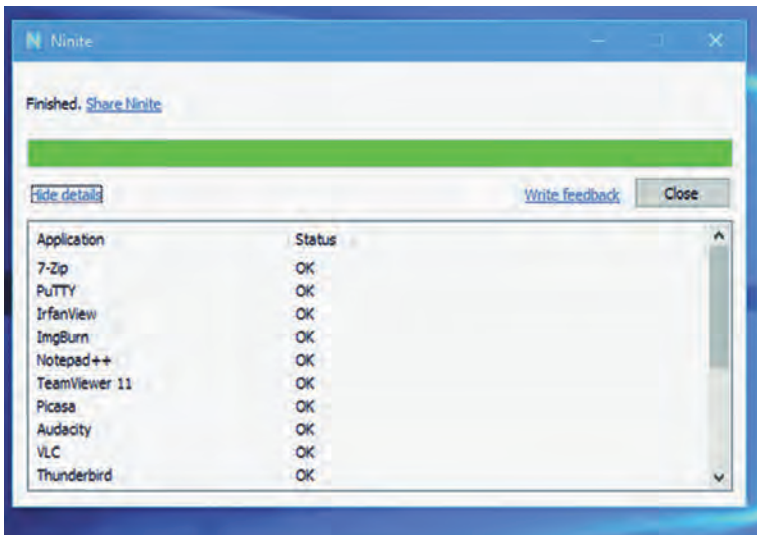 N Ninite
Finished. Share Ninite
Hide details Write feedback Close
Application Status
7-Zip OK
PuTTY OK
IrfanView OK
ImgBurn OK
Notepad++ OK
TeamViewer 11 OK
Picasa OK
Audacity OK
VLC OK
Thunderbird OK